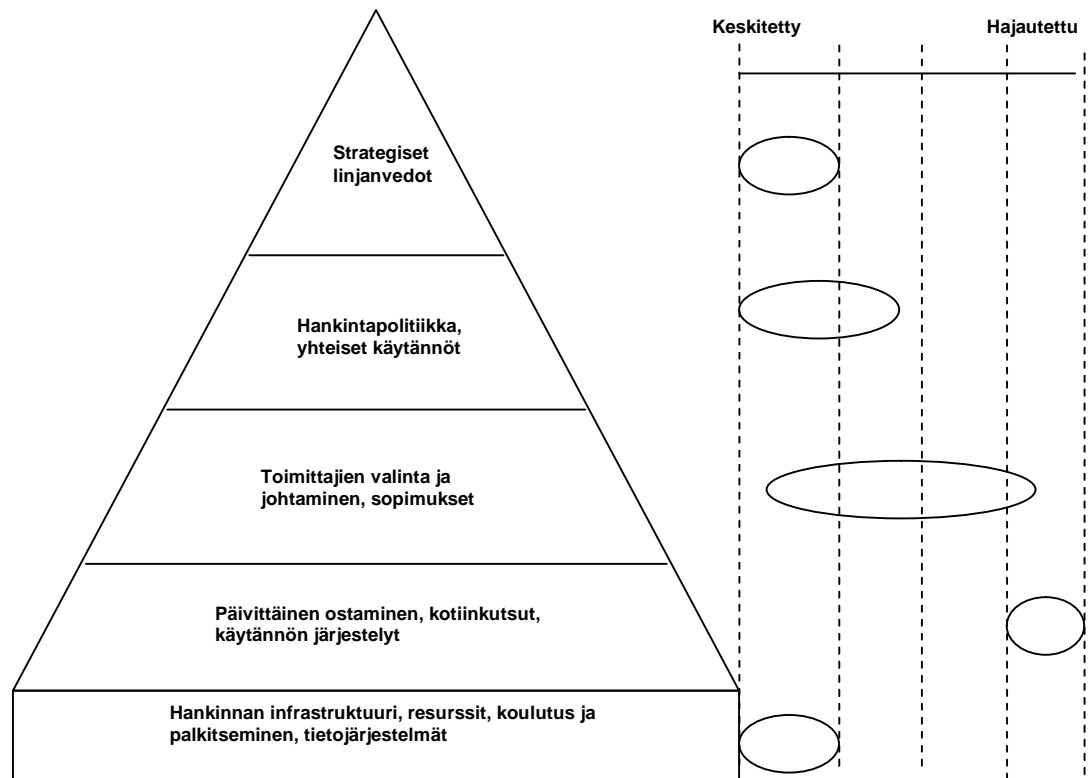 Keskitetty Hajautettu
Strategiset
linjanvedot
Hankintapolitiikka,
yhteiset käytännöt
Toimittajien valinta ja
johtaminen, sopimukset
Päivittäinen ostaminen, kotiinkutsut,
käytännön järjestelyt
Hankinnan infrastruktuuri, resurssit, koulutus ja
palkitseminen, tietojärjestelmät